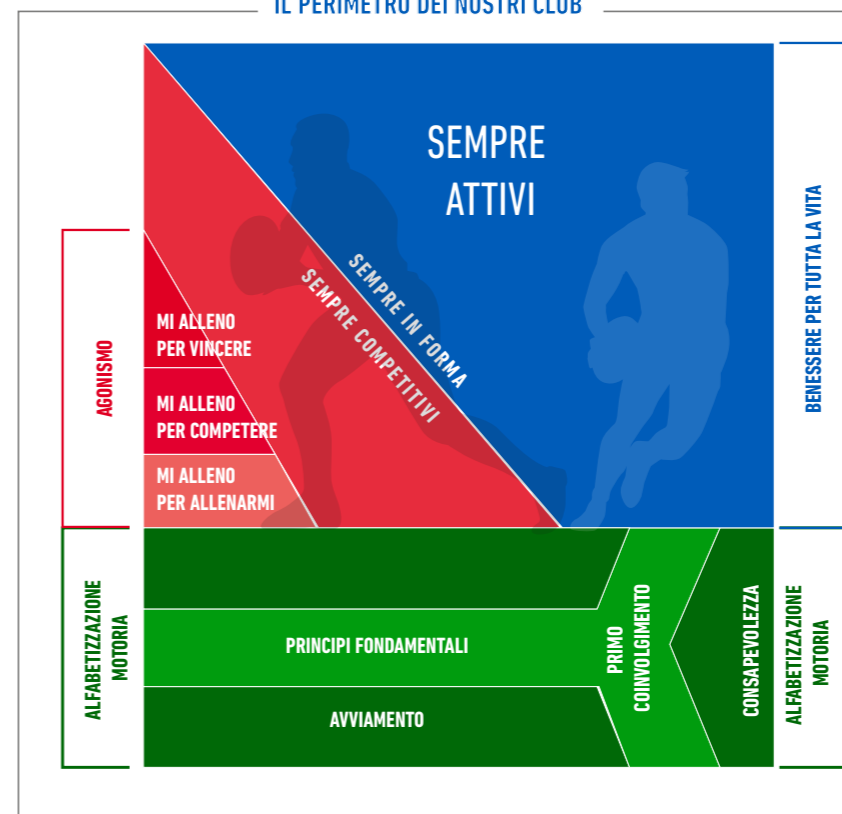 IL PERIMETRO DEI NOSTRI CLUB
SEMPRE
ATTIVI
SEMPRE IN FORMA
SEMPRE COMPETITIVI
MI ALLENO
PER VINCERE
MI ALLENO
PER COMPETERE
MI ALLENO
PER ALLENARMI
AGONISMO
BENESSERE PER TUTTA LA VITA
ALFABETIZZAZIONE
MOTORIA
PRINCIPI FONDAMENTALI
AVVIAMENTO
PRIMO
COINVOLGIMENTO
CONSAPEVOLEZZA
ALFABETIZZAZIONE
MOTORIA